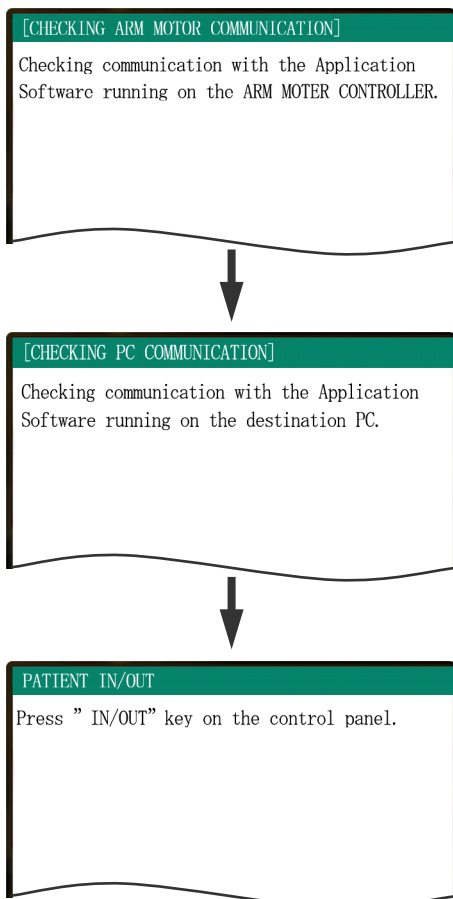 [CHECKING ARM MOTOR COMMUNICATION]
Checking communication with the Application
Software running on the ARM MOTER CONTROLLER.
[CHECKING PC COMMUNICATION]
Checking communication with the Application
Software running on the destination PC.
PATIENT IN/OUT
Press ” IN/OUT” key on the control panel.